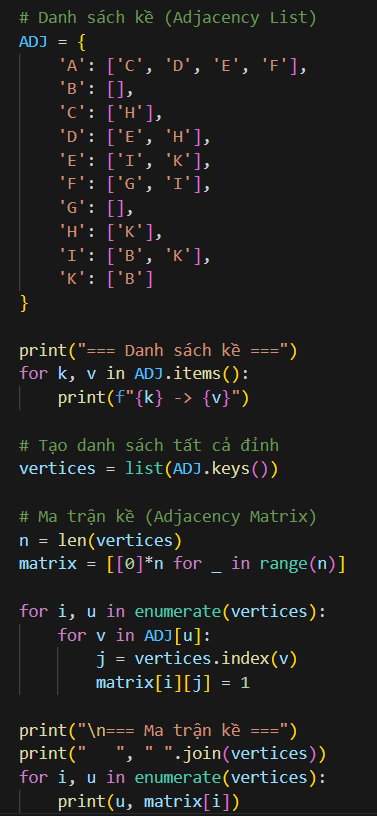 # Danh sách kề (Adjacency List)
ADJ = {
    'A': ['C', 'D', 'E', 'F'],
    'B': [],
    'C': ['H'],
    'D': ['E', 'H'],
    'E': ['I', 'K'],
    'F': ['G', 'I'],
    'G': [],
    'H': ['K'],
    'I': ['B', 'K'],
    'K': ['B']
}

print("=== Danh sách kề ===")
for k, v in ADJ.items():
    print(f"{k} -> {v}")

# Tạo danh sách tất cả đỉnh
vertices = list(ADJ.keys())

# Ma trận kề (Adjacency Matrix)
n = len(vertices)
matrix = [[0]*n for _ in range(n)]

for i, u in enumerate(vertices):
    for v in ADJ[u]:
        j = vertices.index(v)
        matrix[i][j] = 1

print("\n=== Ma trận kề ===")
print("   ", " ".join(vertices))
for i, u in enumerate(vertices):
    print(u, matrix[i])